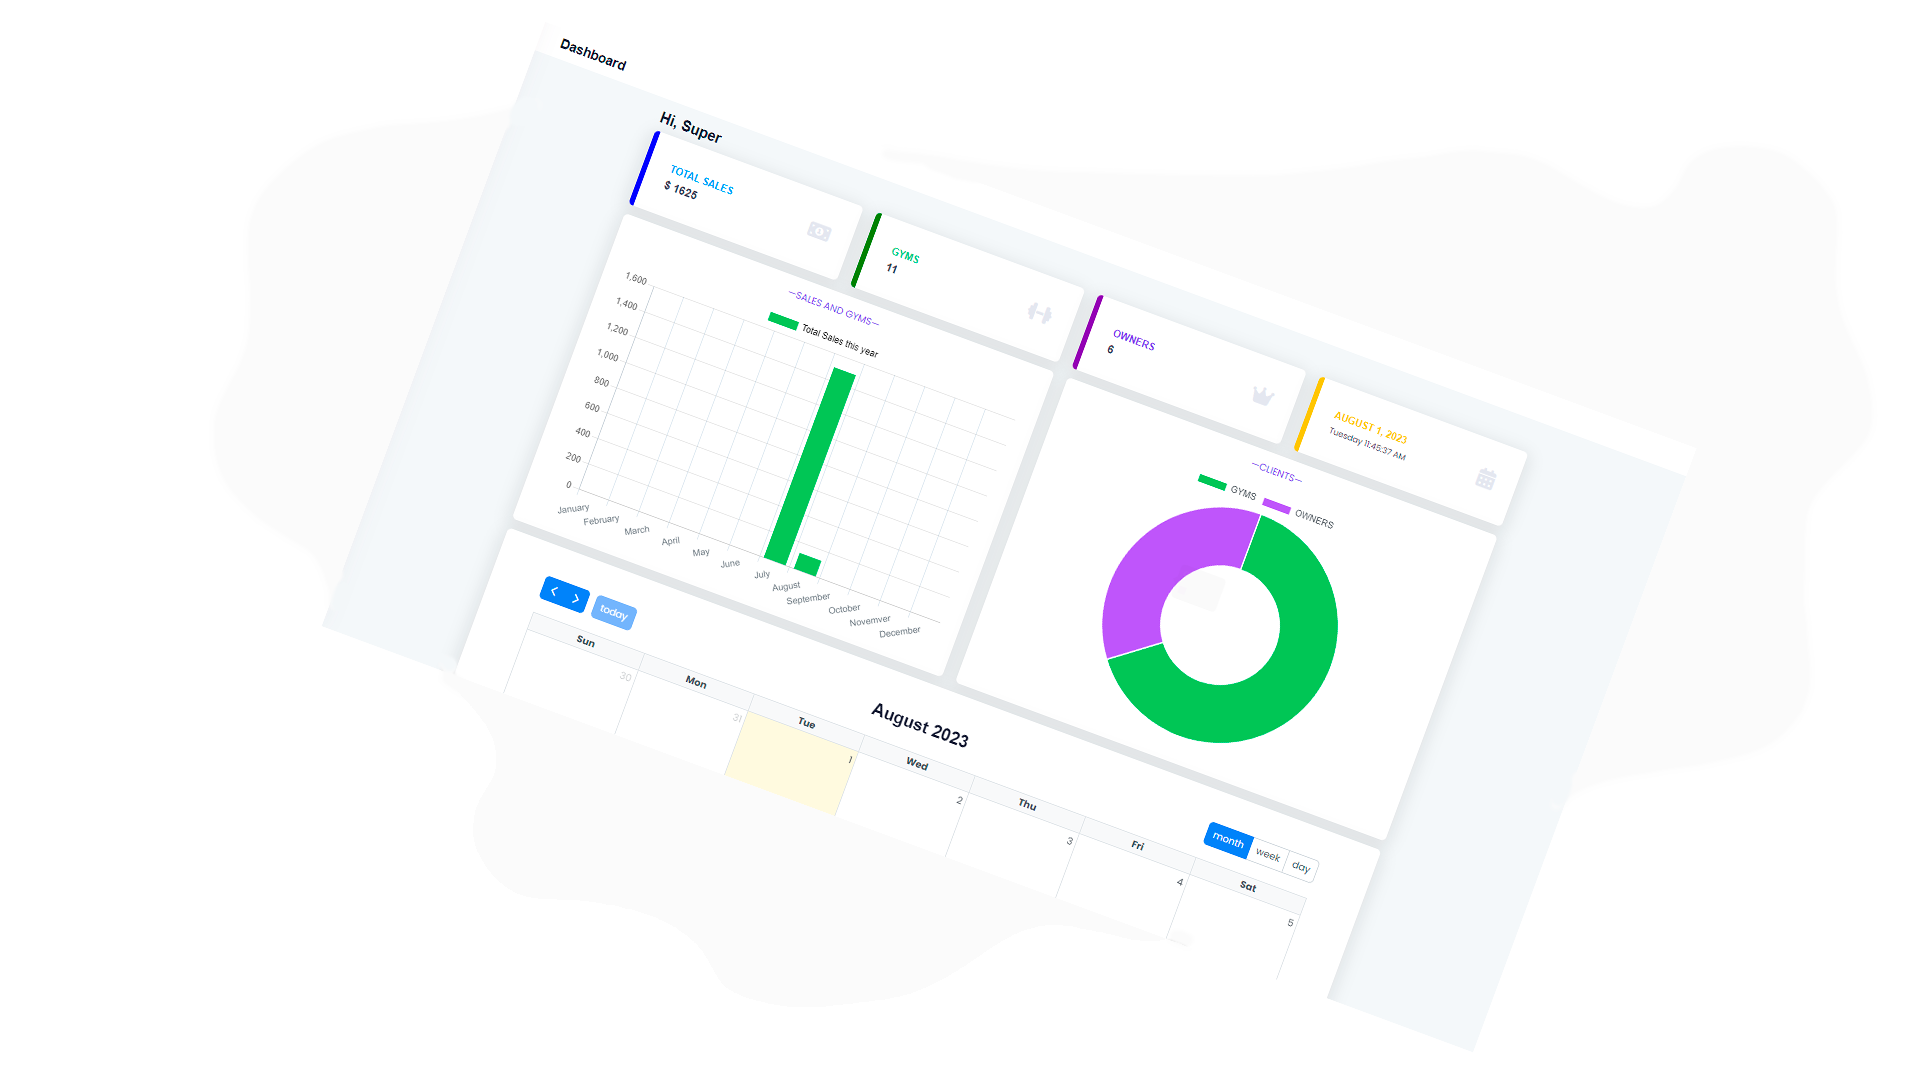 Dashboard
Hi, Super
TOTAL SALES
$ 1625
GYMS
11
OWNERS
6
AUGUST 1, 2023
Tuesday 11:45:37 AM
—SALES AND GYMS—
Total Sales this year
1,600
1,400
1,200
1,000
800
600
400
200
0
January
February
March
April
May
June
July
August
September
October
Novemver
December
—CLIENTS—
GYMS
OWNERS
today
August 2023
month
week
day
Sun
Mon
Tue
Wed
Thu
Fri
Sat
30
31
1
2
3
4
5